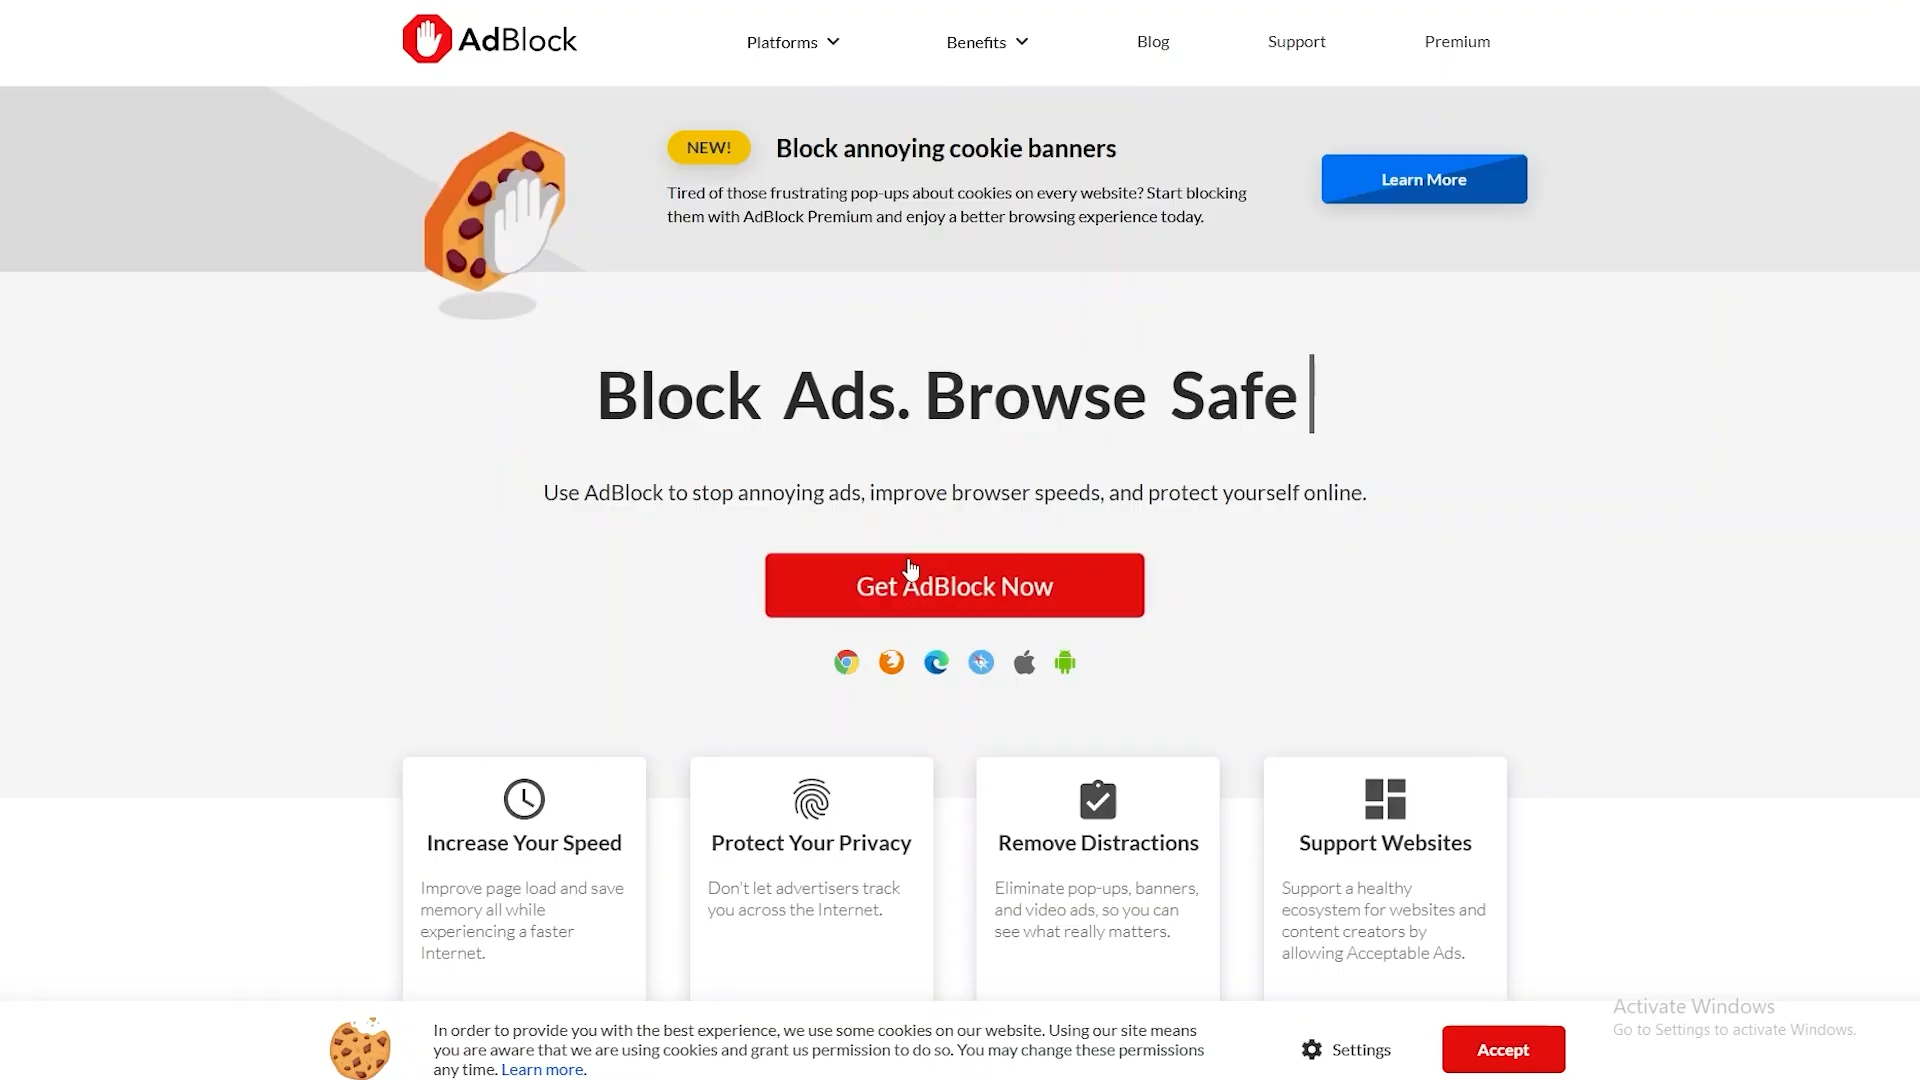 AdBlock
Platforms
Benefits
Blog
Support
Premium
NEW!
Block annoying cookie banners
Tired of those frustrating pop-ups about cookies on every website? Start blocking
them with AdBlock Premium and enjoy a better browsing experience today.
Learn More
Block Ads. Browse Safe
Use AdBlock to stop annoying ads, improve browser speeds, and protect yourself online.
Get AdBlock Now
Increase Your Speed
Improve page load and save
memory all while
experiencing a faster
Internet.
Protect Your Privacy
Don't let advertisers track
you across the Internet.
Remove Distractions
Eliminate pop-ups, banners,
and video ads, so you can
see what really matters.
Support Websites
Support a healthy
ecosystem for websites and
content creators by
allowing Acceptable Ads.
In order to provide you with the best experience, we use some cookies on our website. Using our site means
you are aware that we are using cookies and grant us permission to do so. You may change these permissions
any time. Learn more.
Settings
Accept
Activate Windows
Go to Settings to activate Windows.